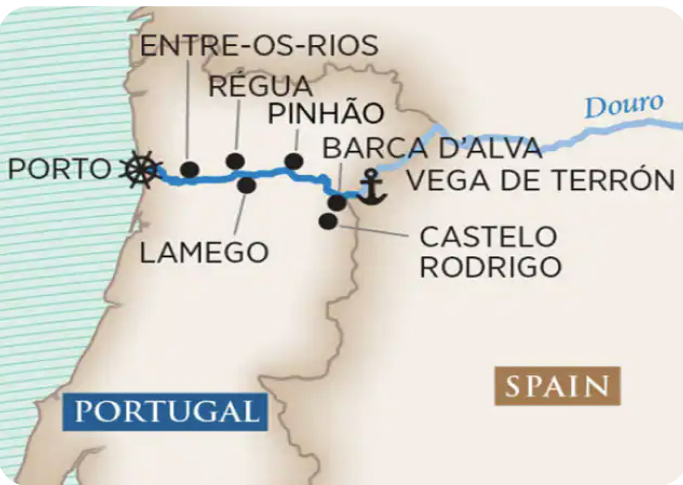 ENTRE-OS-RIOS
RÉGUA
PINHÃO
Douro
BARCA D'ALVA
PORTO
VEGA DE TERRÓN
LAMEGO
CASTELO
RODRIGO
SPAIN
PORTUGAL